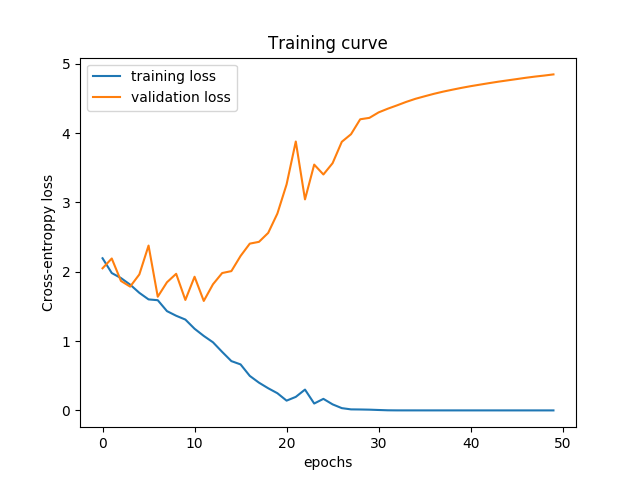 Training curve
training loss
validation loss
Cross-entroppy loss
5
4
3
2
1
0
0 10 20 30 40 50
epochs